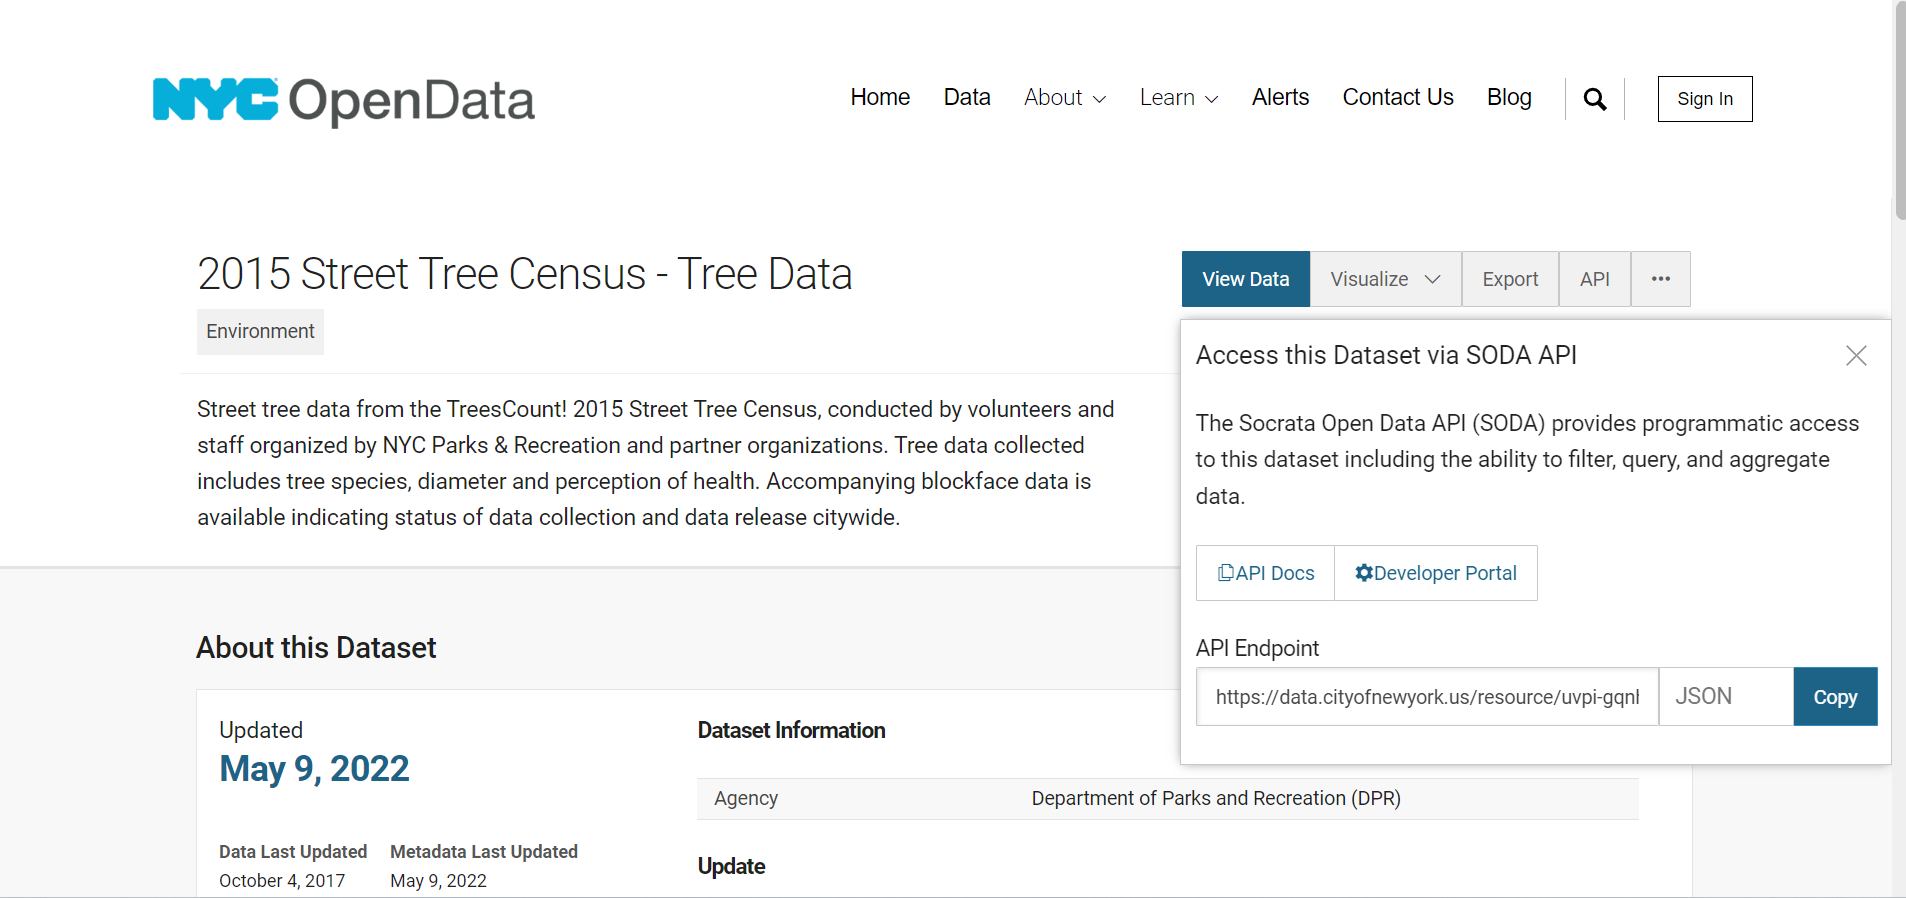 NYC OpenData
Home Data About Learn Alerts Contact Us Blog Sign In
2015 Street Tree Census - Tree Data
View Data Visualize Export API
Environment
Access this Dataset via SODA API
Street tree data from the TreesCount! 2015 Street Tree Census, conducted by volunteers and
staff organized by NYC Parks & Recreation and partner organizations. Tree data collected
includes tree species, diameter and perception of health. Accompanying blockface data is
available indicating status of data collection and data release citywide.
The Socrata Open Data API (SODA) provides programmatic access
to this dataset including the ability to filter, query, and aggregate
data.
API Docs Developer Portal
API Endpoint
https://data.cityofnewyork.us/resource/uvpi-gqn JSON Copy
About this Dataset
Updated
May 9, 2022
Data Last Updated Metadata Last Updated
October 4, 2017 May 9, 2022
Dataset Information
Agency Department of Parks and Recreation (DPR)
Update